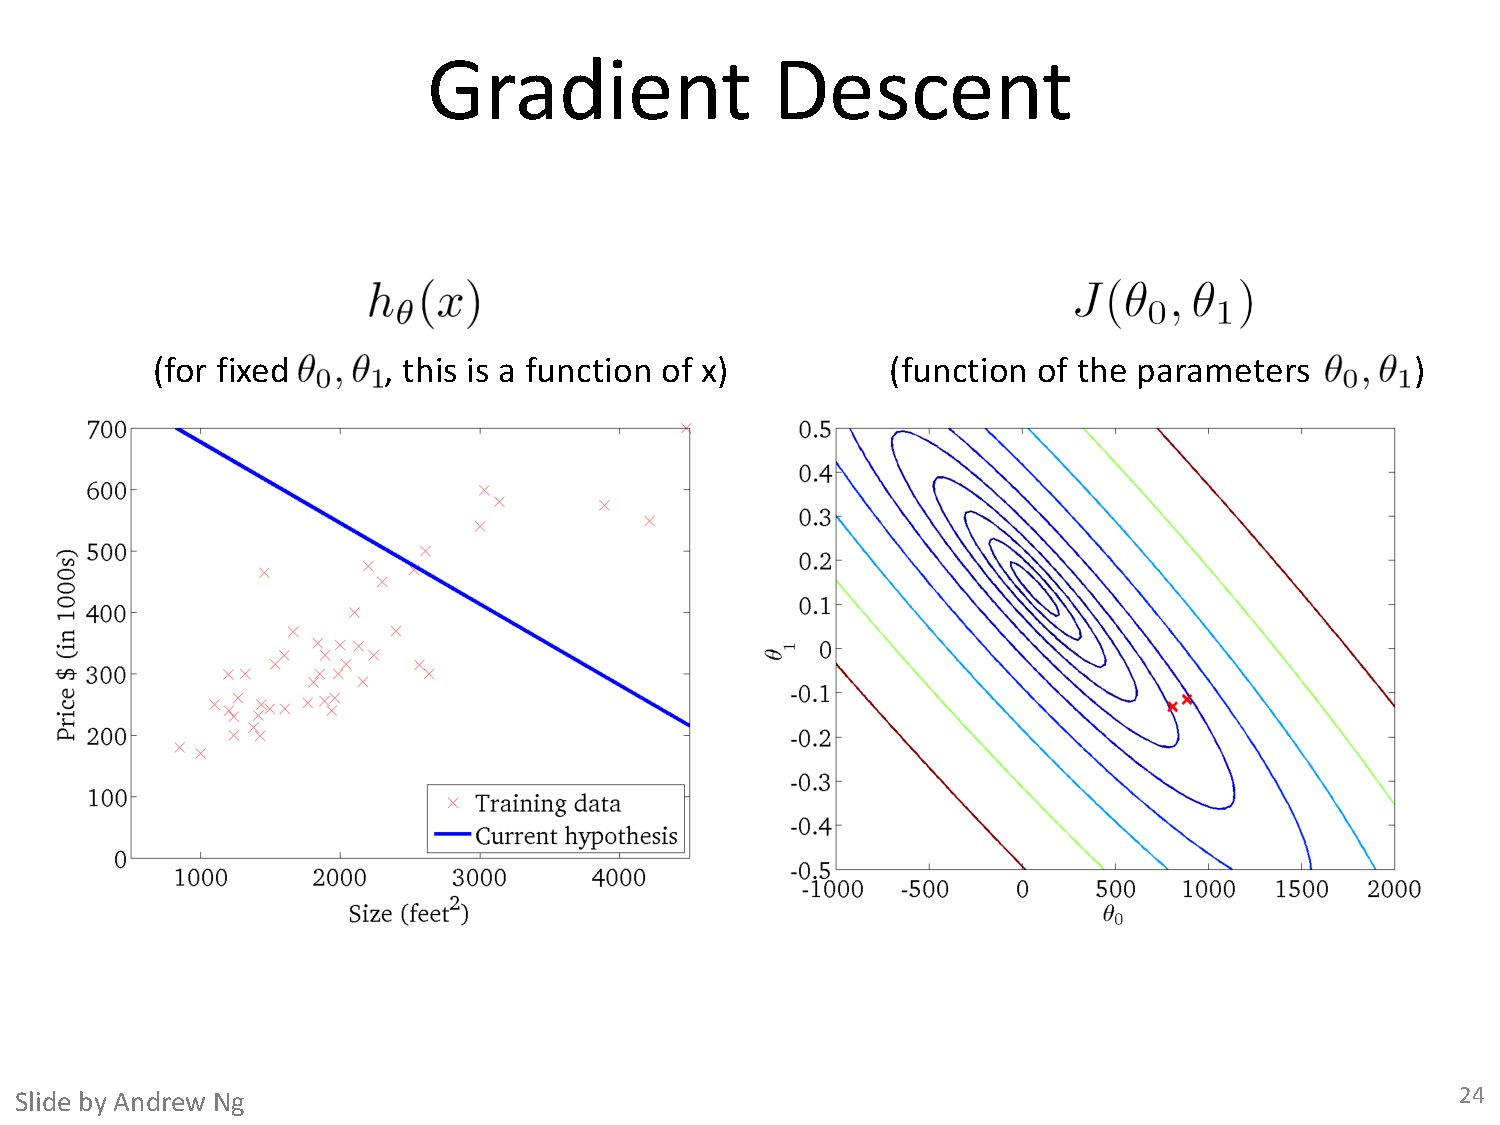 Gradient Descent
hθ(x)
(for fixed θ0, θ1, this is a function of x)
700
600
500
400
300
200
100
0
Price $ (in 1000s)
1000 2000 3000 4000
Size (feet2)
Training data
Current hypothesis
J(θ0, θ1)
(function of the parameters θ0, θ1)
0.5
0.4
0.3
0.2
0.1
0
-0.1
-0.2
-0.3
-0.4
-0.5
θ1
-1000 -500 0 500 1000 1500 2000
θ0
Slide by Andrew Ng
24